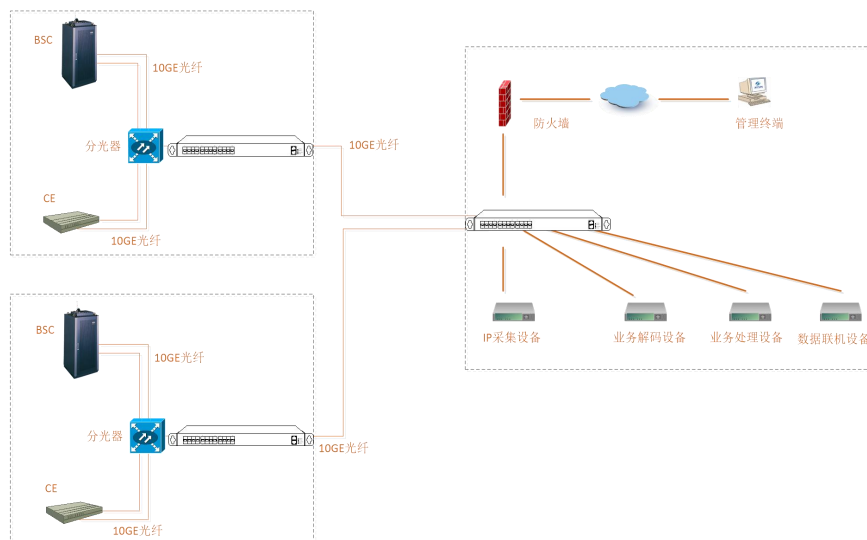 BSC
10GE光纤
分光器
10GE光纤
CE
10GE光纤
防火墙
管理终端
IP采集设备
业务解码设备
业务处理设备
数据联机设备
BSC
10GE光纤
分光器
10GE光纤
CE
10GE光纤